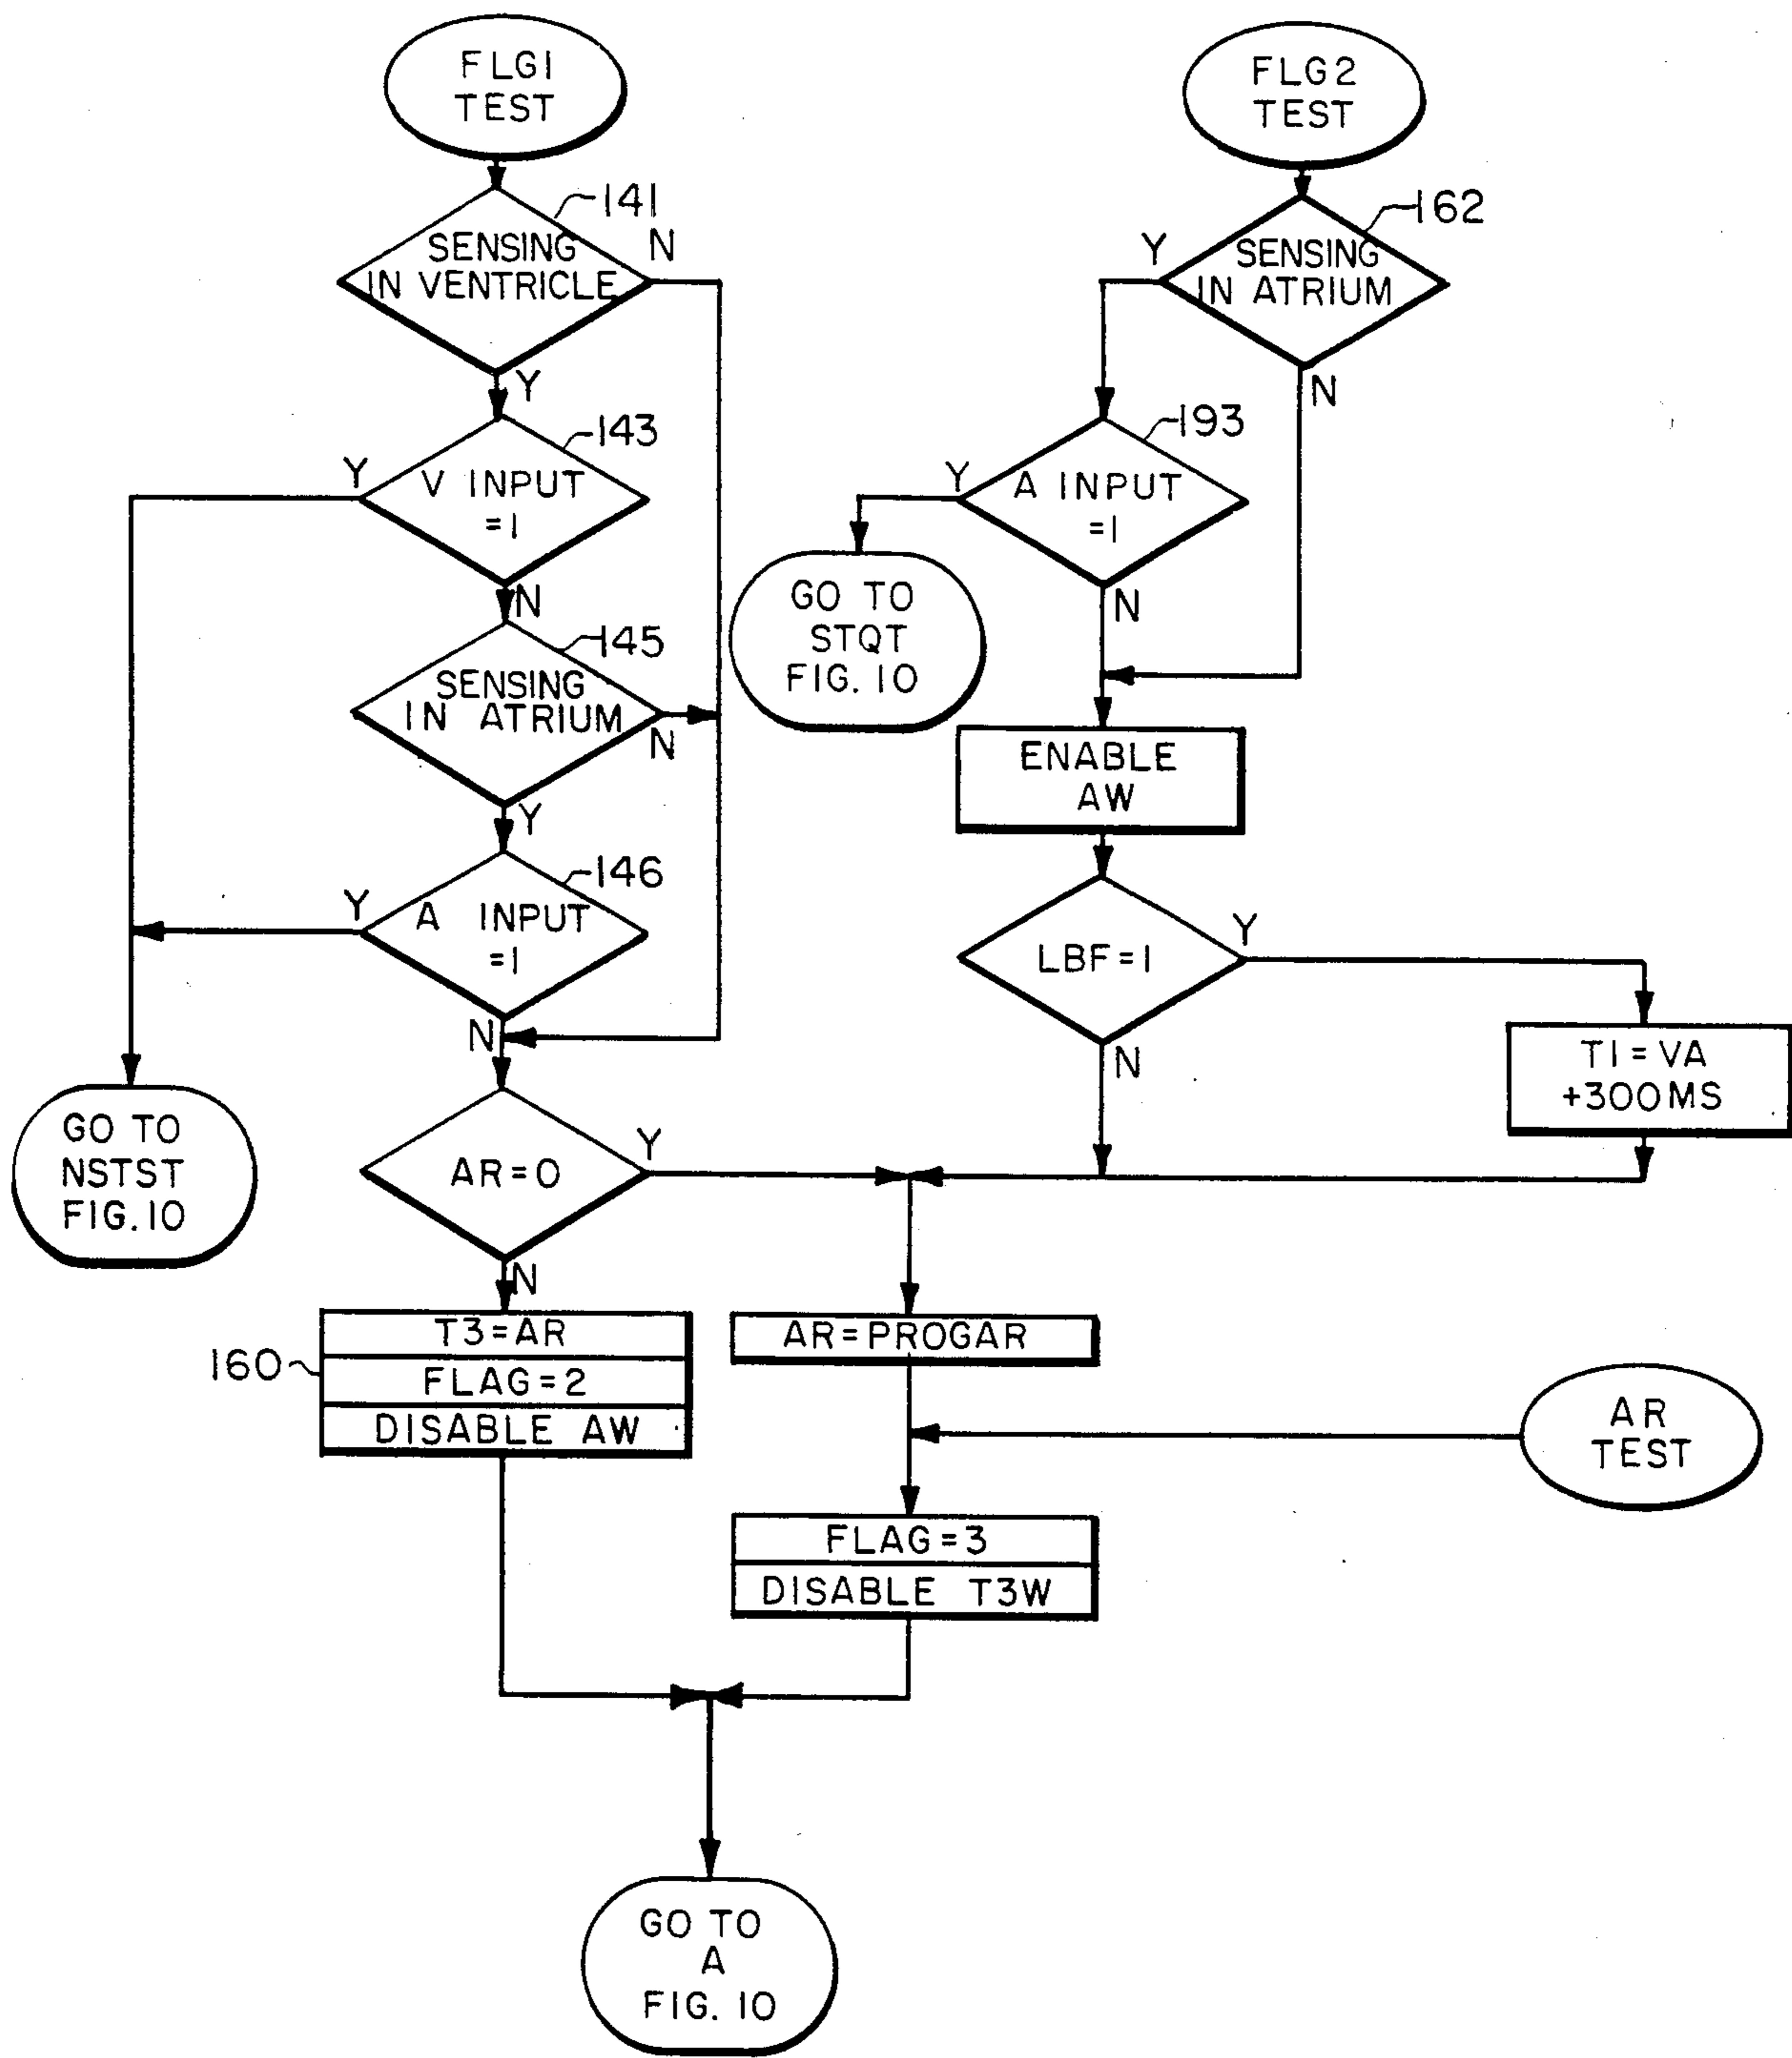 FLG1
TEST
141
SENSING
IN VENTRICLE
N
Y
143
V INPUT
=1
Y
N
145
SENSING
IN ATRIUM
N
Y
146
A INPUT
=1
Y
N
GO TO
NSTST
FIG. 10
AR=0
Y
N
160
T3=AR
FLAG=2
DISABLE AW
FLG2
TEST
162
SENSING
IN ATRIUM
Y
N
193
A INPUT
=1
Y
N
GO TO
STQT
FIG. 10
ENABLE
AW
LBF=1
Y
N
T1=VA
+300MS
AR=PROGAR
AR
TEST
FLAG=3
DISABLE T3W
GO TO
A
FIG. 10